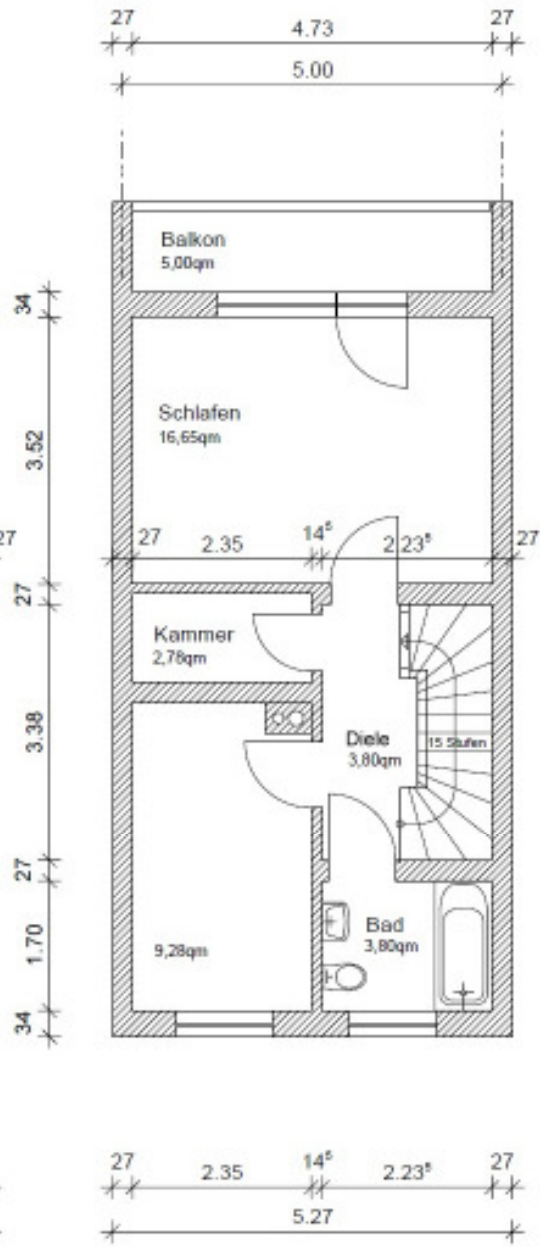 27 4.73 27
5.00
Balkon
5,00qm
34
Schlafen
16,65qm
3.52
27 27 2.35 14⁵ 2.23⁵ 27
27
Kammer
2,78qm
3.38
Diele
3,80qm
15 Stufen
27
1.70
Bad
3,80qm
9,28qm
34
27 2.35 14⁵ 2.23⁵ 27
5.27